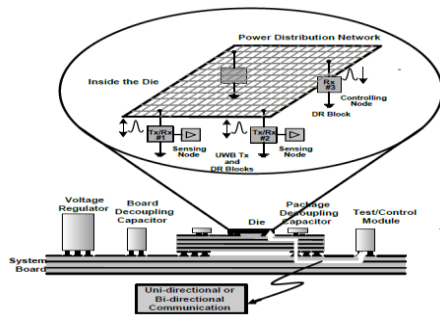 Power Distribution Network
Inside the Die
Rx
#3
Controlling
Node
DR Block
Tx/Rx
#1
Sensing
Node
Tx/Rx
#2
Sensing
Node
UWB Tx
and
DR Blocks
Voltage
Regulator
Board
Decoupling
Capacitor
Die
Package
Decoupling
Capacitor
Test/Control
Module
System
Board
Uni-directional or
Bi-directional
Communication